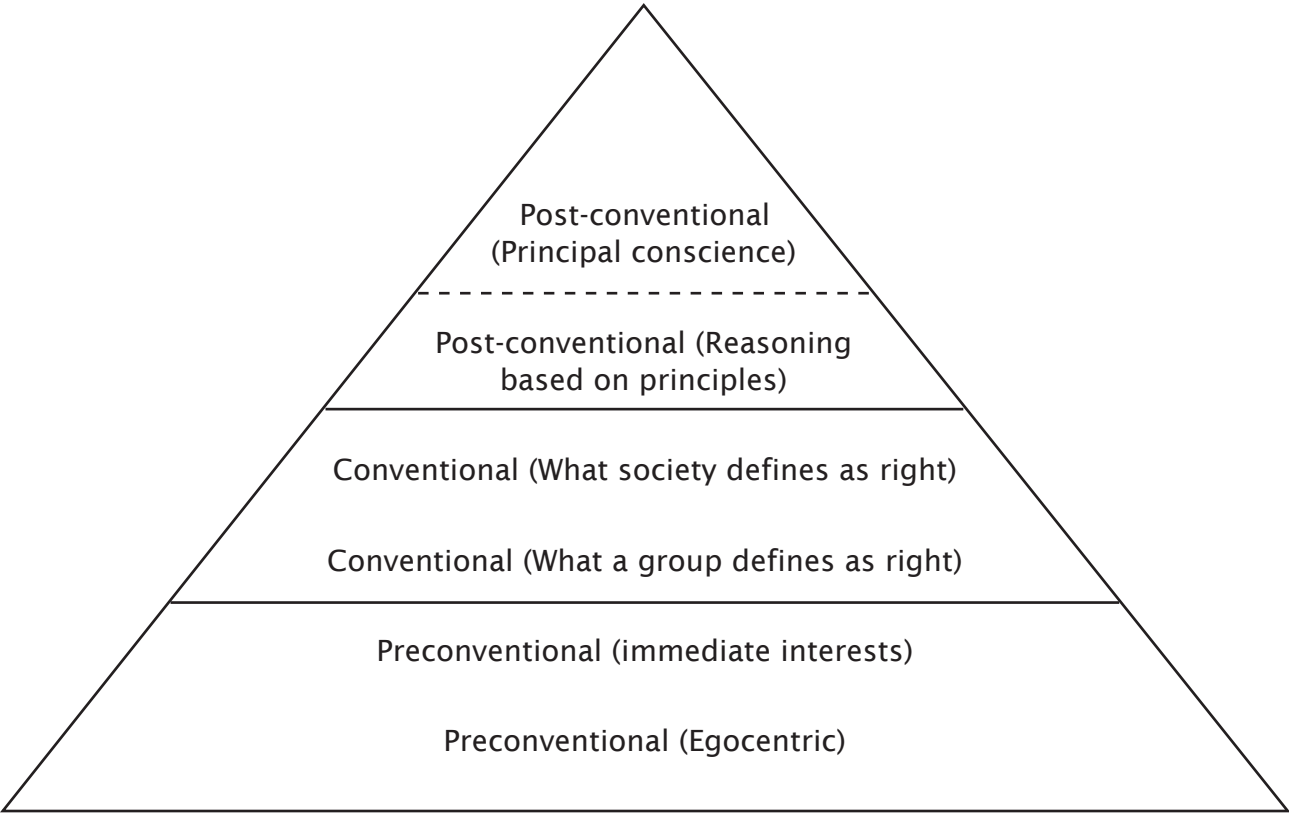 Post-conventional
(Principal conscience)
Post-conventional (Reasoning
based on principles)
Conventional (What society defines as right)
Conventional (What a group defines as right)
Preconventional (immediate interests)
Preconventional (Egocentric)